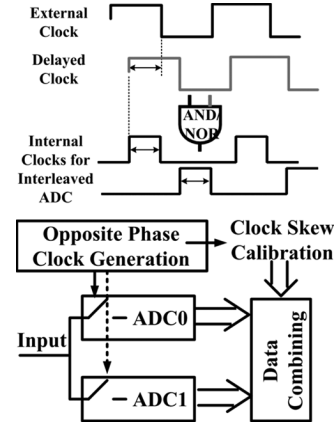 External
Clock
Delayed
Clock
AND/
NOR
Internal
Clocks for
Interleaved
ADC
Opposite Phase
Clock Generation
Clock Skew
Calibration
Input
ADC0
ADC1
Data
Combining